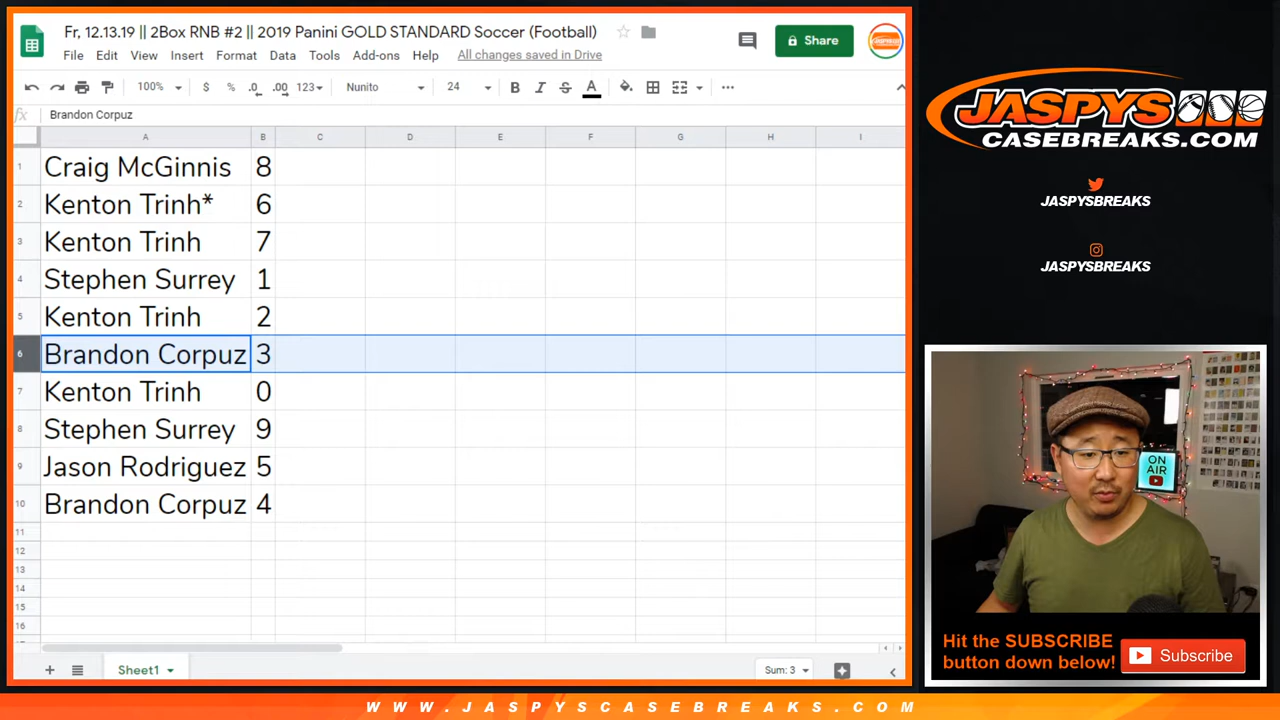 Fr, 12.13.19 || 2Box RNB #2 || 2019 Panini GOLD STANDARD Soccer (Football)
File Edit View Insert Format Data Tools Add-ons Help All changes saved in Drive
Share
100% $ % .0 .00 123 Nunito 24 B I S A
fx Brandon Corpuz
A B C D E F G H I
1 Craig McGinnis 8
2 Kenton Trinh* 6
3 Kenton Trinh 7
4 Stephen Surrey 1
5 Kenton Trinh 2
6 Brandon Corpuz 3
7 Kenton Trinh 0
8 Stephen Surrey 9
9 Jason Rodriguez 5
10 Brandon Corpuz 4
11
12
13
14
15
16
Sheet1
Sum: 3
JASPYS
CASEBREAKS.COM
JASPYSBREAKS
JASPYSBREAKS
ON
AIR
Hit the SUBSCRIBE
button down below!
Subscribe
WWW.JASPYSCASEBREAKS.COM